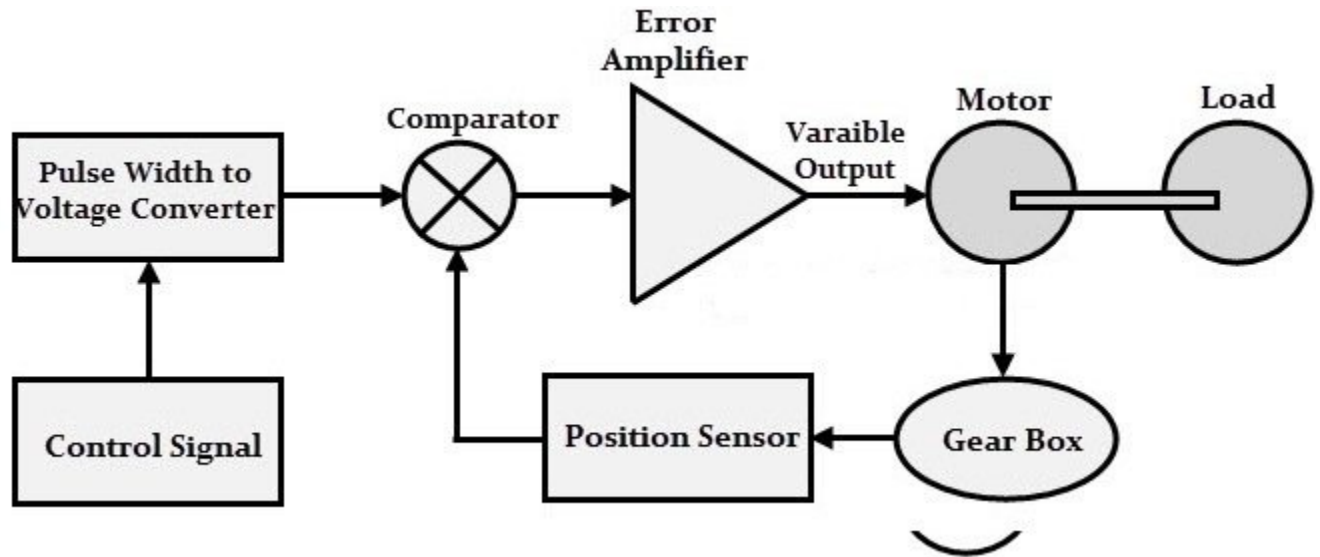 Error
Amplifier
Comparator
Motor
Load
Varaible
Output
Pulse Width to
Voltage Converter
Control Signal
Position Sensor
Gear Box